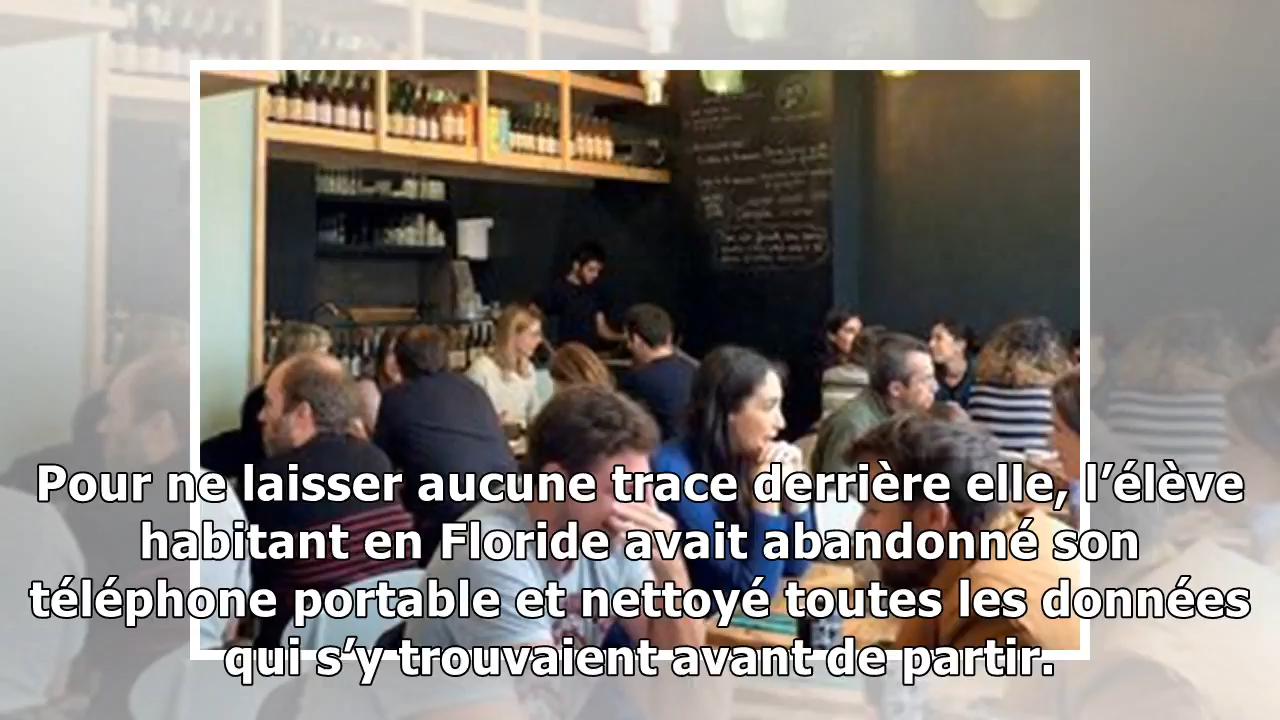 Pour ne laisser aucune trace derrière elle, l’élève
habitant en Floride avait abandonné son
téléphone portable et nettoyé toutes les données
qui s’y trouvaient avant de partir.